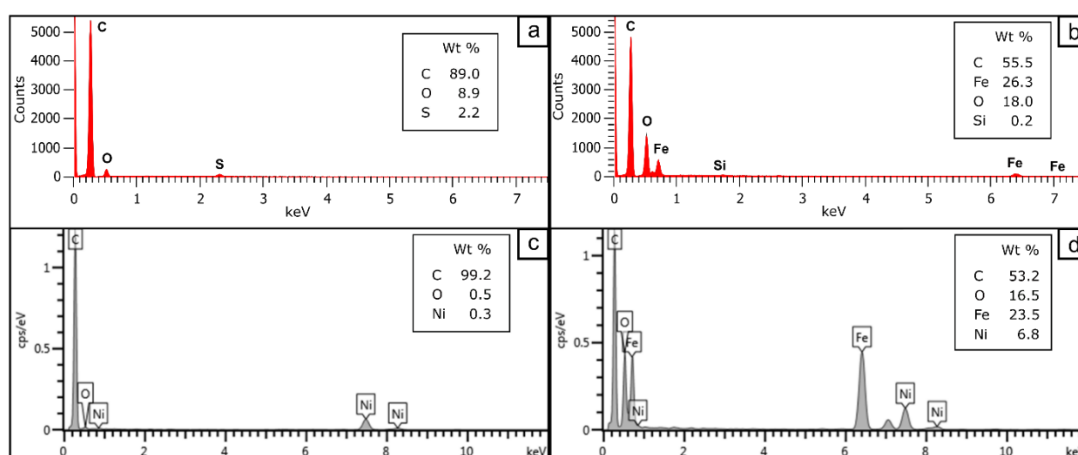 a
Counts
5000
4000
3000
2000
1000
0
C
O
S
Wt %
C 89.0
O 8.9
S 2.2
0 1 2 3 4 5 6 7
keV
b
Counts
5000
4000
3000
2000
1000
0
C
O
Fe
Si
Fe
Fe
Wt %
C 55.5
Fe 26.3
O 18.0
Si 0.2
0 1 2 3 4 5 6 7
keV
c
cps/eV
1
0.5
0
C
O
Ni
Ni
Ni
Wt %
C 99.2
O 0.5
Ni 0.3
0 2 4 6 8 10
keV
d
cps/eV
1
0.5
0
C
O
Fe
Ni
Fe
Ni
Ni
Wt %
C 53.2
O 16.5
Fe 23.5
Ni 6.8
0 2 4 6 8 10
ke